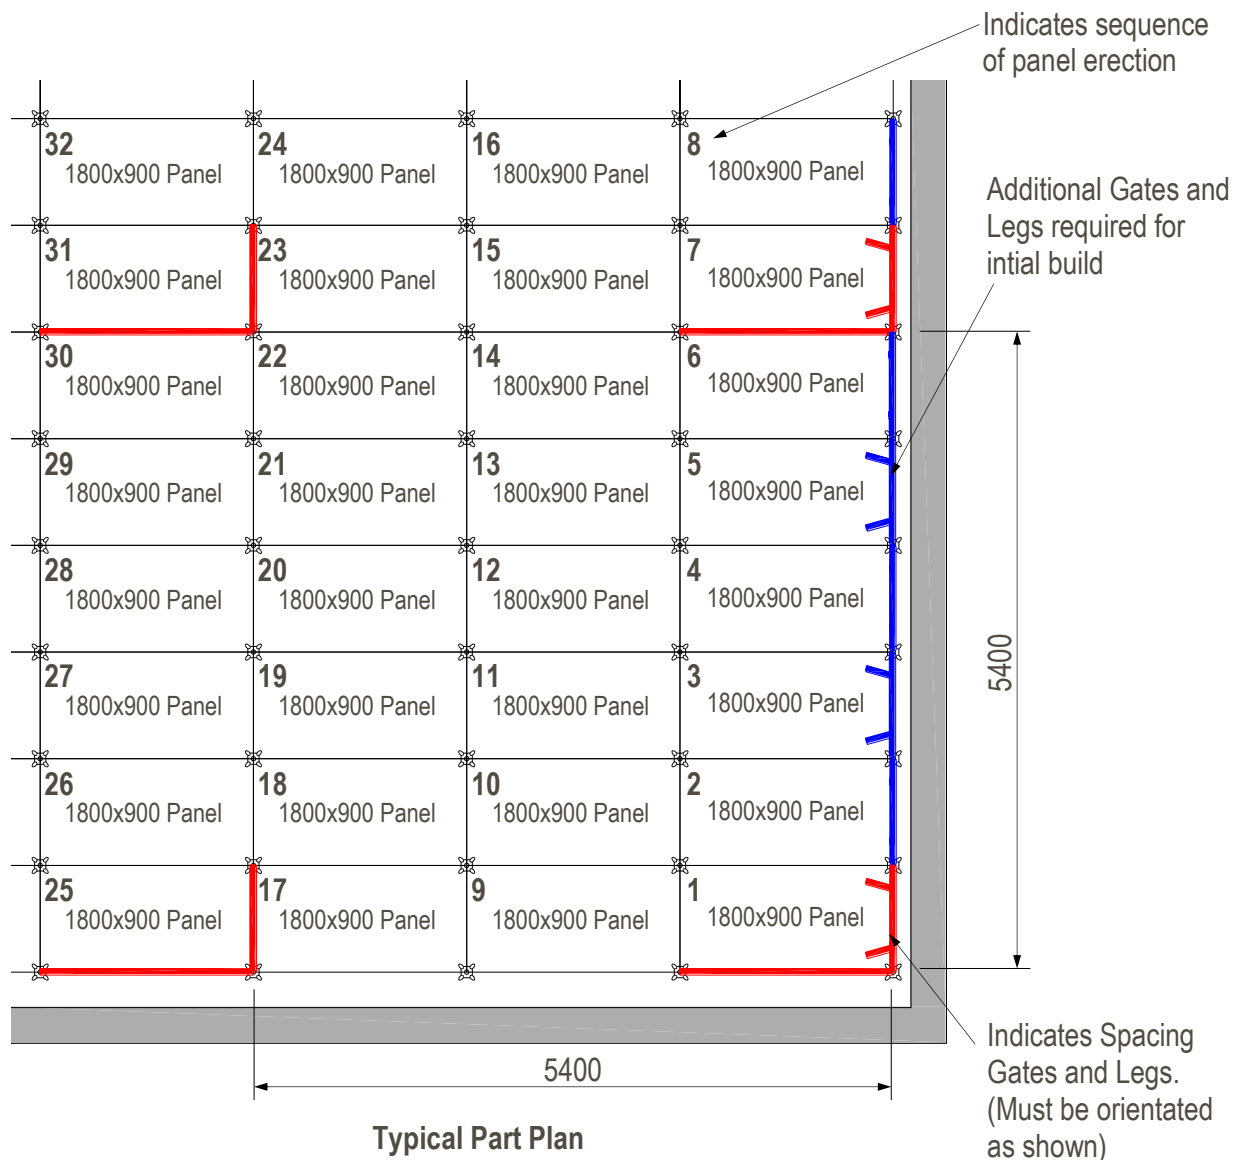 Indicates sequence
of panel erection
32
1800x900 Panel
24
1800x900 Panel
16
1800x900 Panel
8
1800x900 Panel
Additional Gates and
Legs required for
intial build
31
1800x900 Panel
23
1800x900 Panel
15
1800x900 Panel
7
1800x900 Panel
30
1800x900 Panel
22
1800x900 Panel
14
1800x900 Panel
6
1800x900 Panel
29
1800x900 Panel
21
1800x900 Panel
13
1800x900 Panel
5
1800x900 Panel
28
1800x900 Panel
20
1800x900 Panel
12
1800x900 Panel
4
1800x900 Panel
5400
27
1800x900 Panel
19
1800x900 Panel
11
1800x900 Panel
3
1800x900 Panel
26
1800x900 Panel
18
1800x900 Panel
10
1800x900 Panel
2
1800x900 Panel
25
1800x900 Panel
17
1800x900 Panel
9
1800x900 Panel
1
1800x900 Panel
Indicates Spacing
Gates and Legs.
(Must be orientated
as shown)
5400
Typical Part Plan